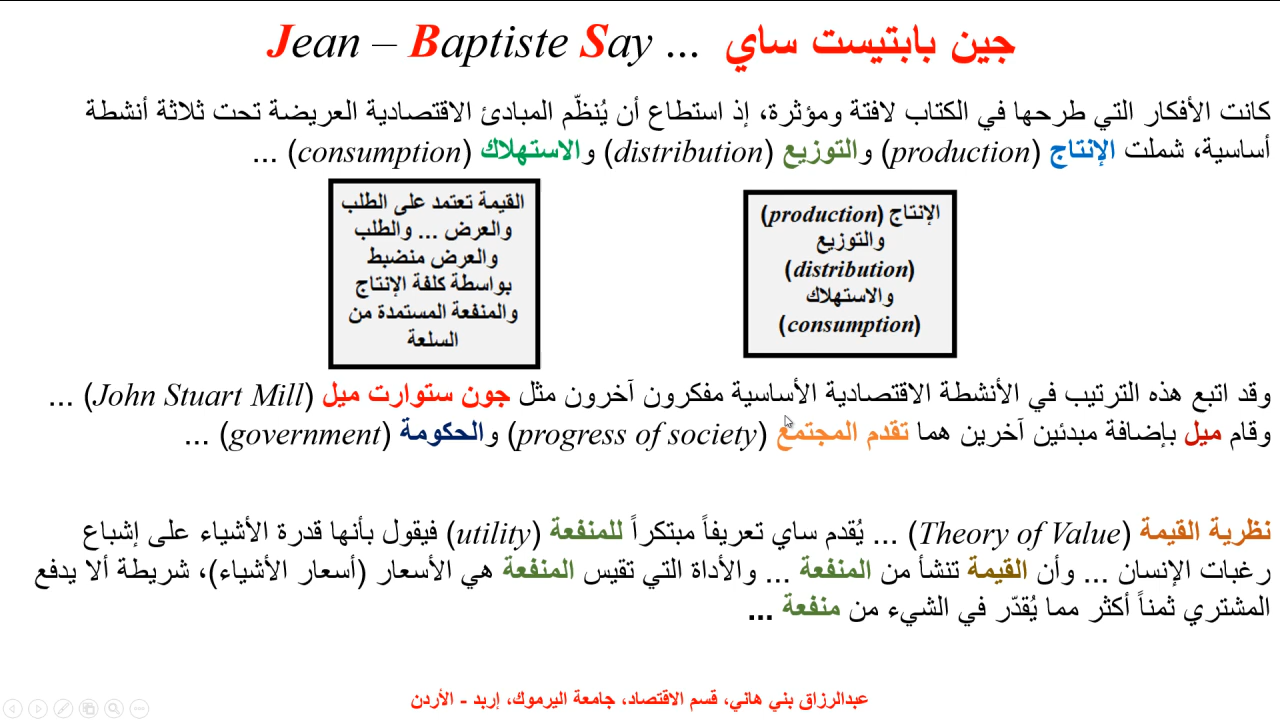 جين بابتيست ساي ... Jean – Baptiste Say
كانت الأفكار التي طرحها في الكتاب لافتة ومؤثرة، إذ استطاع أن يُنظّم المبادئ الاقتصادية العريضة تحت ثلاثة أنشطة
أساسية، شملت الإنتاج (production) والتوزيع (distribution) والاستهلاك (consumption) ...
الإنتاج (production)
والتوزيع
(distribution)
والاستهلاك
(consumption)
القيمة تعتمد على الطلب
والعرض ... والطلب
والعرض منضبط
بواسطة كلفة الإنتاج
والمنفعة المستمدة من
السلعة
وقد اتبع هذه الترتيب في الأنشطة الاقتصادية الأساسية مفكرون آخرون مثل جون ستوارت ميل (John Stuart Mill) ...
وقام ميل بإضافة مبدئين آخرين هما تقدم المجتمع (progress of society) والحكومة (government) ...
نظرية القيمة (Theory of Value) ... يُقدم ساي تعريفاً مبتكراً للمنفعة (utility) فيقول بأنها قدرة الأشياء على إشباع
رغبات الإنسان ... وأن القيمة تنشأ من المنفعة ... والأداة التي تقيس المنفعة هي الأسعار (أسعار الأشياء)، شريطة ألا يدفع
المشتري ثمناً أكثر مما يُقدّر في الشيء من منفعة ...
عبدالرزاق بني هاني، قسم الاقتصاد، جامعة اليرموك، إربد - الأردن